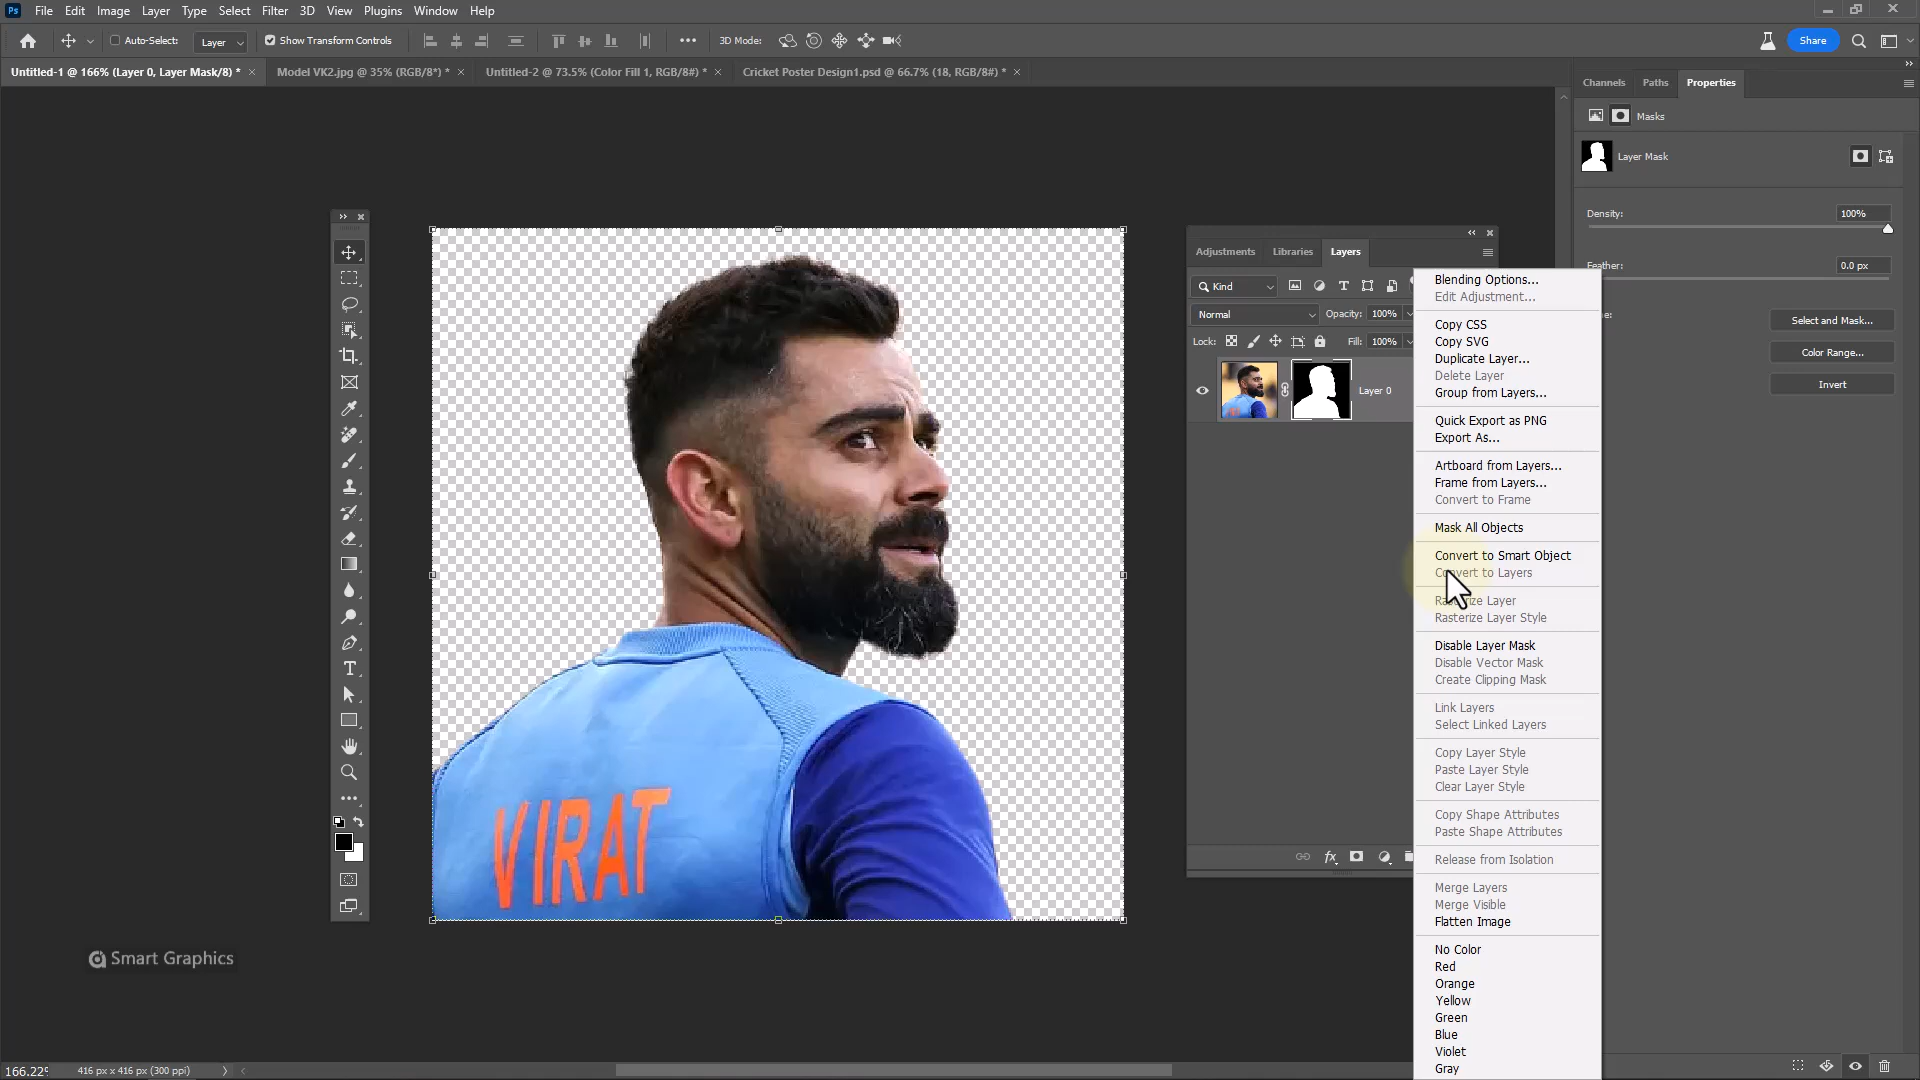 Ps File Edit Image Layer Type Select Filter 3D View Plugins Window Help
Auto-Select: Layer Show Transform Controls 3D Mode: Share
Untitled-1 @ 166% (Layer 0, Layer Mask/8) * Model VK2.jpg @ 35% (RGB/8*) * Untitled-2 @ 73.5% (Color Fill 1, RGB/8#) * Cricket Poster Design1.psd @ 66.7% (18, RGB/8#) *
Channels Paths Properties
Masks
Layer Mask
Density: 100%
Feather: 0.0 px
Select and Mask...
Color Range...
Invert
Adjustments Libraries Layers
Kind
Normal Opacity: 100%
Lock: Fill: 100%
Layer 0
fx
Blending Options...
Edit Adjustment...
Copy CSS
Copy SVG
Duplicate Layer...
Delete Layer
Group from Layers...
Quick Export as PNG
Export As...
Artboard from Layers...
Frame from Layers...
Convert to Frame
Mask All Objects
Convert to Smart Object
Convert to Layers
Rasterize Layer
Rasterize Layer Style
Disable Layer Mask
Disable Vector Mask
Create Clipping Mask
Link Layers
Select Linked Layers
Copy Layer Style
Paste Layer Style
Clear Layer Style
Copy Shape Attributes
Paste Shape Attributes
Release from Isolation
Merge Layers
Merge Visible
Flatten Image
No Color
Red
Orange
Yellow
Green
Blue
Violet
Gray
VIRAT
Smart Graphics
166.22% 416 px x 416 px (300 ppi)